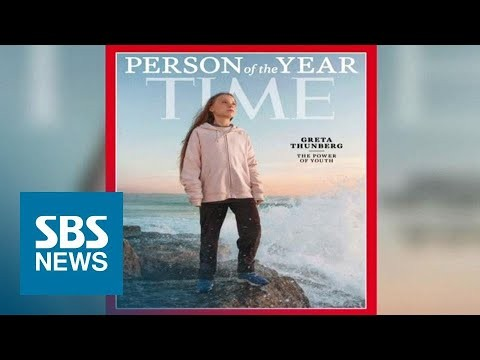 PERSON of the YEAR
TIME
GRETA
THUNBERG
THE POWER
OF YOUTH
SBS
NEWS